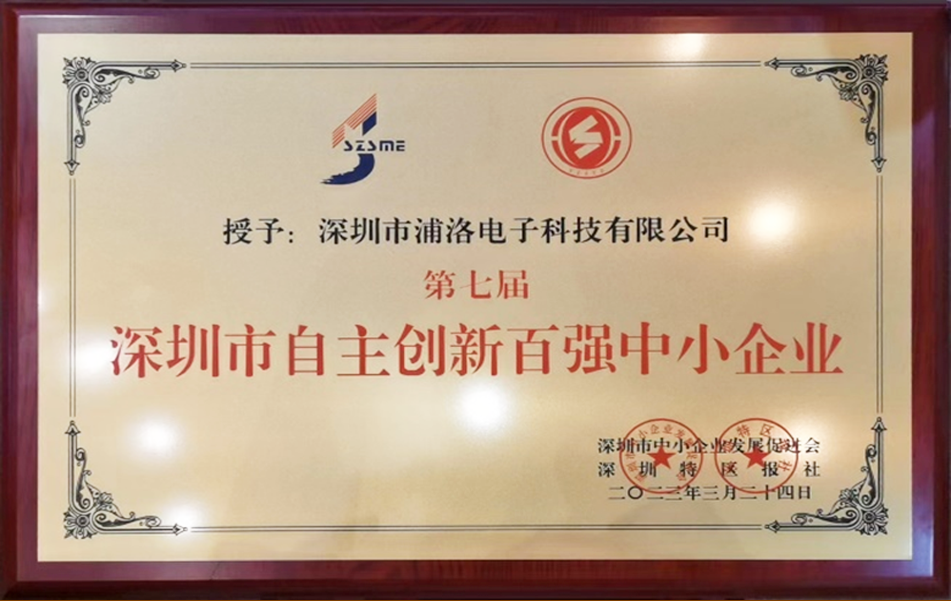 SZSME
授予：深圳市浦洛电子科技有限公司
第七届
深圳市自主创新百强中小企业
深圳市中小企业发展促进会
深圳特区报社
二〇二三年三月二十四日